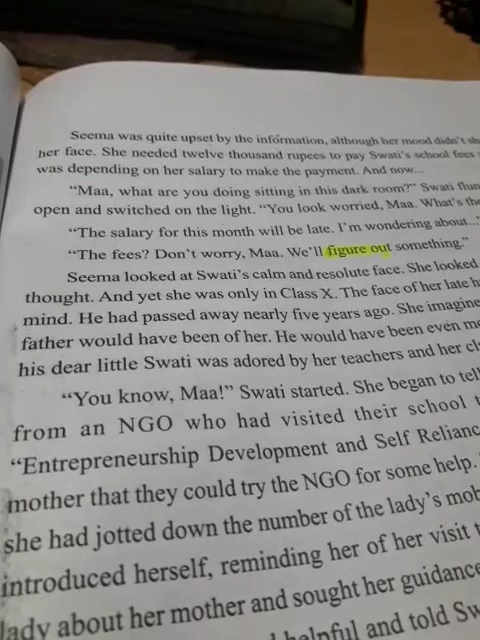 Seema was quite upset by the information, although her mood didn't
her face. She needed twelve thousand rupees to pay Swati's school fees
was depending on her salary to make the payment. And now...
"Maa, what are you doing sitting in this dark room?" Swati
open and switched on the light. "You look worried, Maa. What's
"The salary for this month will be late. I'm wondering about..."
"The fees? Don't worry, Maa. We'll figure out something."
Seema looked at Swati's calm and resolute face. She looked
thought. And yet she was only in Class X. The face of her late
mind. He had passed away nearly five years ago. She
father would have been of her. He would have been even
his dear little Swati was adored by her teachers and her
"You know, Maa!" Swati started. She began to
from an NGO who had visited their school
"Entrepreneurship Development and Self
mother that they could try the NGO for some help.
she had jotted down the number of the lady's
introduced herself, reminding her of her visit
lady about her mother and sought her guidance
helpful and told